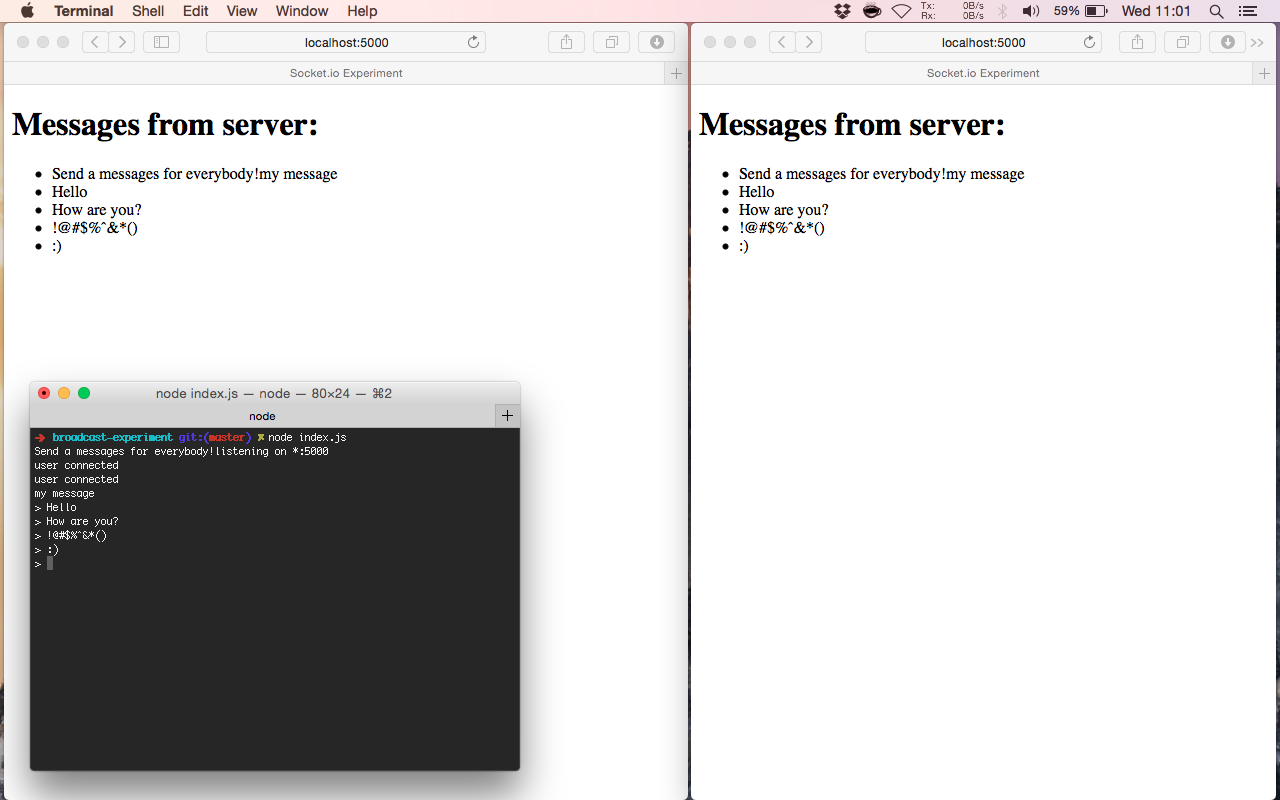 Terminal Shell Edit View Window Help Tx: 0B/s Rx: 0B/s 59% Wed 11:01
localhost:5000
Socket.io Experiment
Messages from server:
Send a messages for everybody!my message
Hello
How are you?
!@#$%^&*()
:)
localhost:5000
Socket.io Experiment
Messages from server:
Send a messages for everybody!my message
Hello
How are you?
!@#$%^&*()
:)
node index.js — node — 80×24 — ⌘2
node
➜ broadcast-experiment git:(master) ✗ node index.js
Send a messages for everybody!listening on *:5000
user connected
user connected
my message
> Hello
> How are you?
> !@#$%^&*()
> :)
>